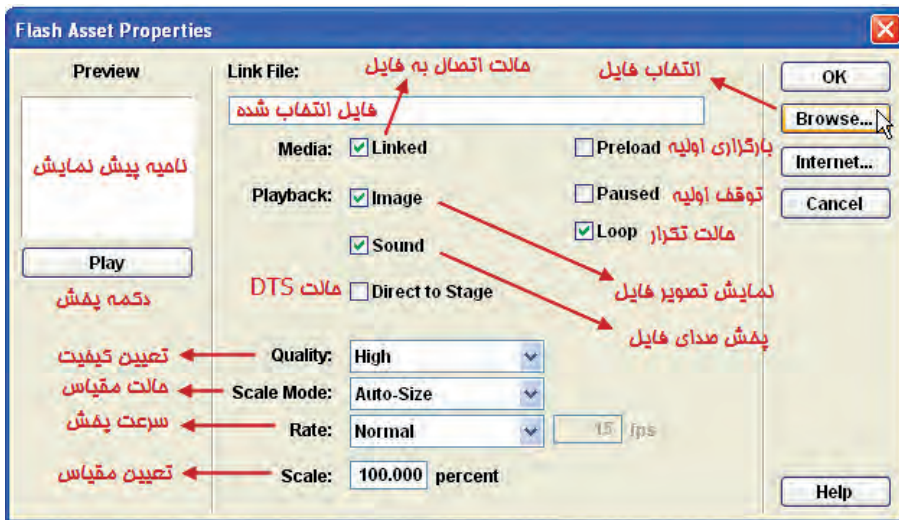 Flash Asset Properties
Preview
ناحیه پیش نمایش
Play
دکمه پخش
Link File:
حالت اتصال به فایل
انتخاب فایل
فایل انتخاب شده
Media:
Linked
Preload
بارگزاری اولیه
Playback:
Image
Paused
توقف اولیه
Sound
Loop
حالت تکرار
حالت DTS
Direct to Stage
نمایش تصویر فایل
پخش صدای فایل
تعیین کیفیت
Quality:
High
حالت مقیاس
Scale Mode:
Auto-Size
سرعت پخش
Rate:
Normal
15 fps
تعیین مقیاس
Scale:
100.000 percent
OK
Browse...
Internet...
Cancel
Help